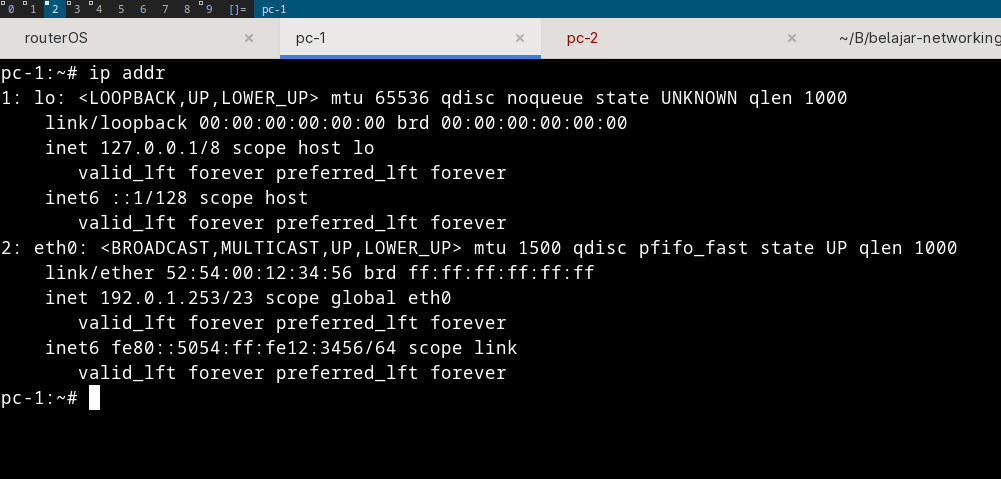 0 1 2 3 4 5 6 7 8 9 []= pc-1
routerOS × pc-1 × pc-2 × ~/B/belajar-networking
pc-1:~# ip addr
1: lo: <LOOPBACK,UP,LOWER_UP> mtu 65536 qdisc noqueue state UNKNOWN qlen 1000
    link/loopback 00:00:00:00:00:00 brd 00:00:00:00:00:00
    inet 127.0.0.1/8 scope host lo
       valid_lft forever preferred_lft forever
    inet6 ::1/128 scope host
       valid_lft forever preferred_lft forever
2: eth0: <BROADCAST,MULTICAST,UP,LOWER_UP> mtu 1500 qdisc pfifo_fast state UP qlen 1000
    link/ether 52:54:00:12:34:56 brd ff:ff:ff:ff:ff:ff
    inet 192.0.1.253/23 scope global eth0
       valid_lft forever preferred_lft forever
    inet6 fe80::5054:ff:fe12:3456/64 scope link
       valid_lft forever preferred_lft forever
pc-1:~#